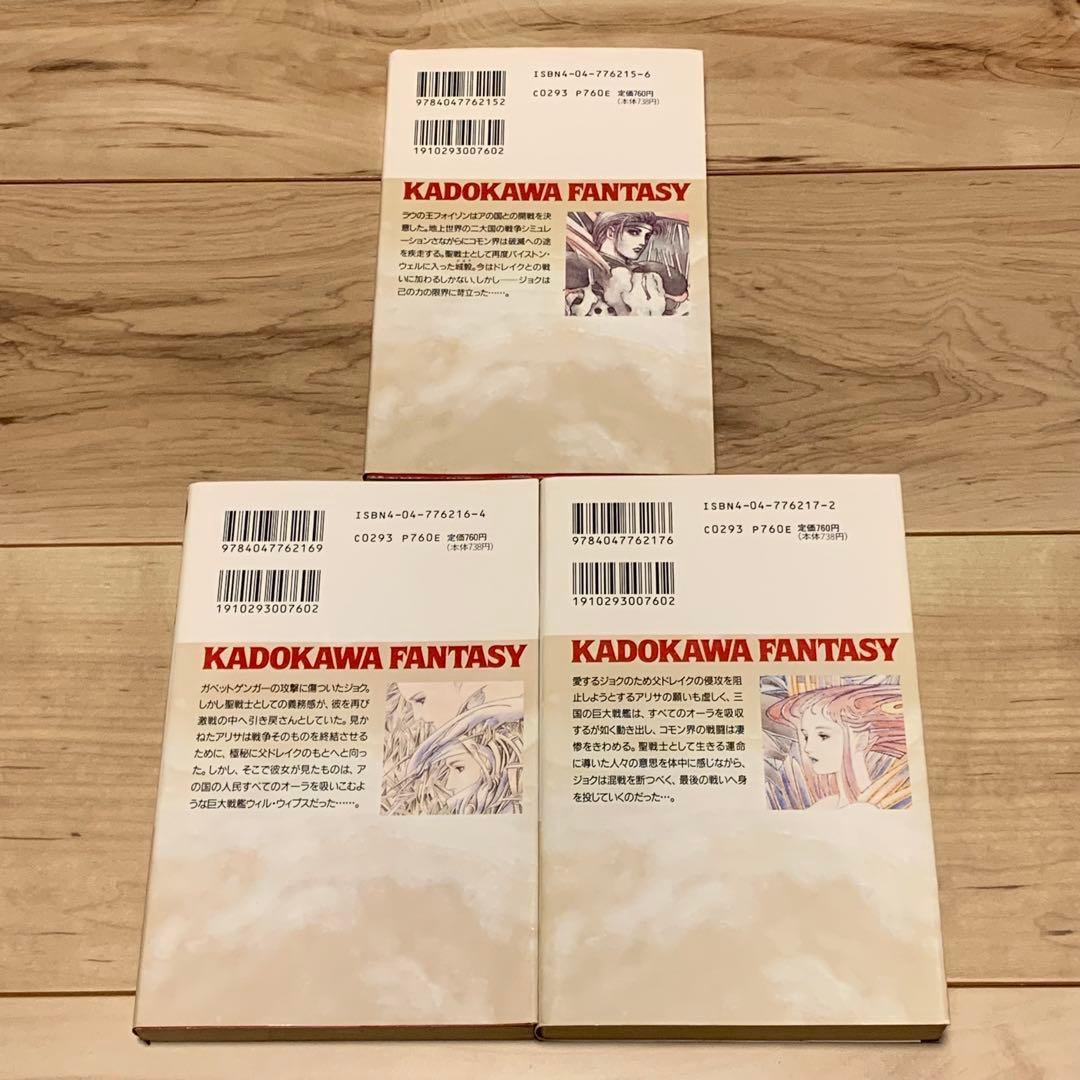 ISBN4-04-776215-6
9784047762152
C0293 P760E 定価760円
(本体738円)
1910293007602
KADOKAWA FANTASY
ラウの王フォイゾンはアの国との開戦を決
意した。地上世界の二大国の戦争シミュレ
ーションさながらにコモン界は破滅への途
を疾走する。聖戦士として再度バイストン・
ウェルに入った城毅。今はドレイクとの戦
いに加わるしかない、しかし──ジョクは
己の力の限界に苛立った……。
ISBN4-04-776216-4
9784047762169
C0293 P760E 定価760円
(本体738円)
1910293007602
KADOKAWA FANTASY
ガベットゲンガーの攻撃に傷ついたジョク。
しかし聖戦士としての義務感が、彼を再び
激戦の中へ引き戻さんとしていた。見か
ねたアリサは戦争そのものを終結させる
ために、極秘に父ドレイクのもとへと向っ
た。しかし、そこで彼女が見たものは、ア
の国の人民すべてのオーラを吸いこむよ
うな巨大戦艦ウィル・ウィプスだった……。
ISBN4-04-776217-2
9784047762176
C0293 P760E 定価760円
(本体738円)
1910293007602
KADOKAWA FANTASY
愛するジョクのため父ドレイクの侵攻を阻
止しようとするアリサの願いも虚しく、三
国の巨大戦艦は、すべてのオーラを吸収
するが如く動き出し、コモン界の戦闘は凄
惨をきわめる。聖戦士として生きる運命
に導いた人々の意思を体中に感じながら、
ジョクは混戦を断つべく、最後の戦いへ身
を投じていくのだった…。